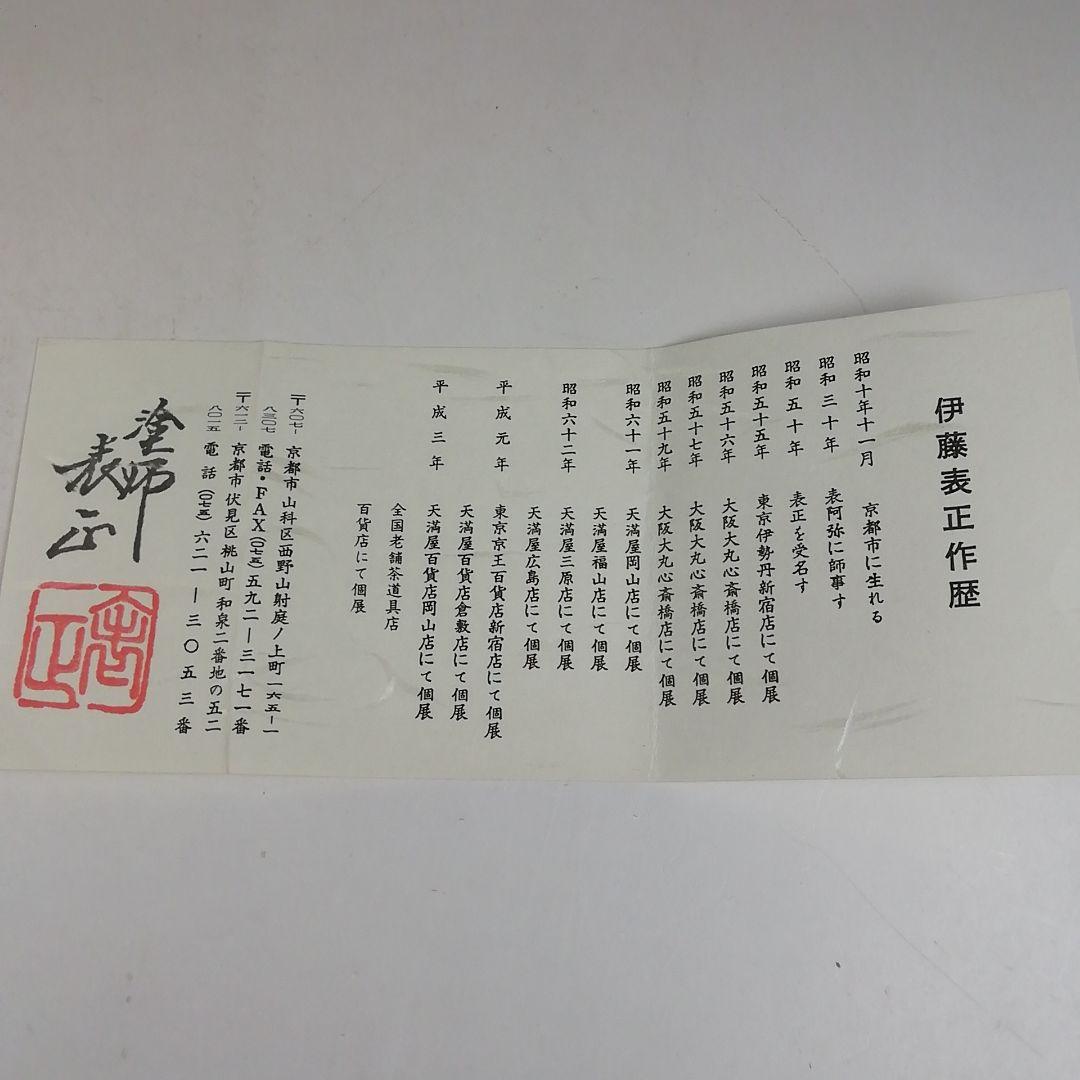 伊藤表正作歴
昭和十年十一月 京都市に生れる
昭和三十年 表阿弥に師事す
昭和五十年 表正を受名す
昭和五十五年 東京伊勢丹新宿店にて個展
昭和五十六年 大阪大丸心斎橋店にて個展
昭和五十七年 大阪大丸心斎橋店にて個展
昭和五十九年 大阪大丸心斎橋店にて個展
昭和六十一年 天満屋岡山店にて個展
天満屋福山店にて個展
昭和六十二年 天満屋三原店にて個展
天満屋広島店にて個展
平成元年 東京京王百貨店新宿店にて個展
天満屋百貨店倉敷店にて個展
平成三年 天満屋百貨店岡山店にて個展
全国老舗茶道具店
百貨店にて個展
〒六〇七-八三〇七 京都市山科区西野山射庭ノ上町一六五-一
電話・FAX(〇七五)五九二-三一七一番
〒六一二-八〇一五 京都市伏見区桃山町和泉二番地の五二
電話(〇七五)六二一-三〇五三番
塗師
表正
表正